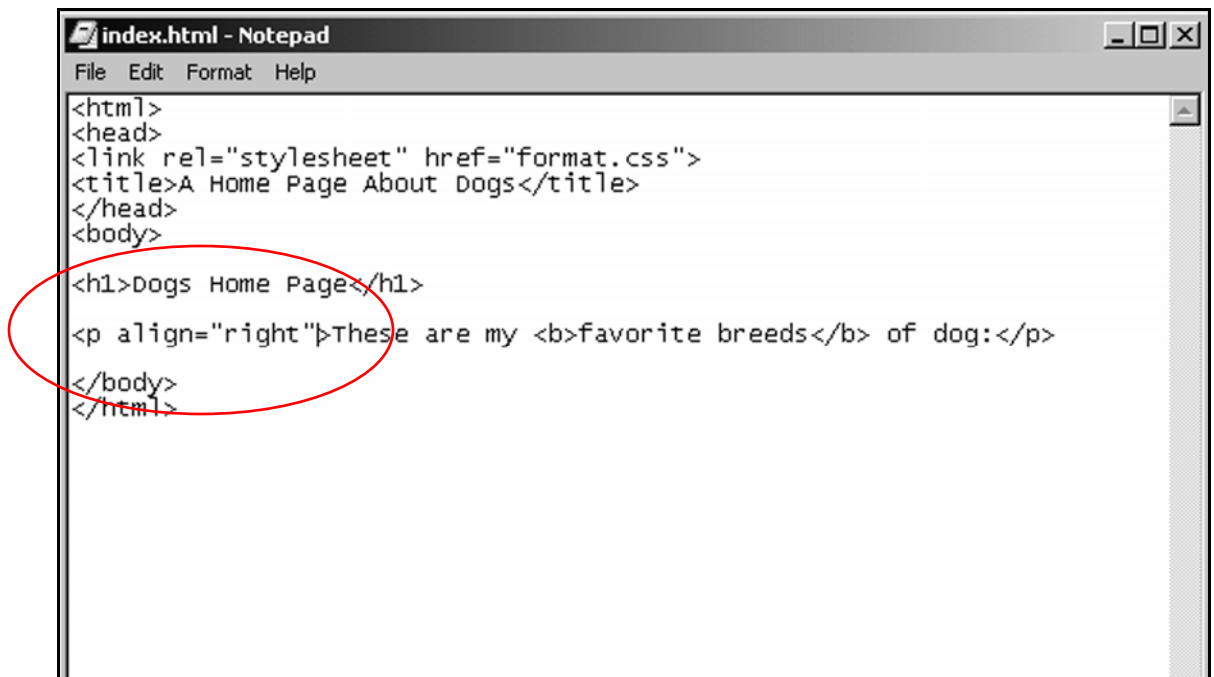 index.html - Notepad
File Edit Format Help
<html>
<head>
<link rel="stylesheet" href="format.css">
<title>A Home Page About Dogs</title>
</head>
<body>
<h1>Dogs Home Page</h1>
<p align="right">These are my <b>favorite breeds</b> of dog:</p>
</body>
</html>